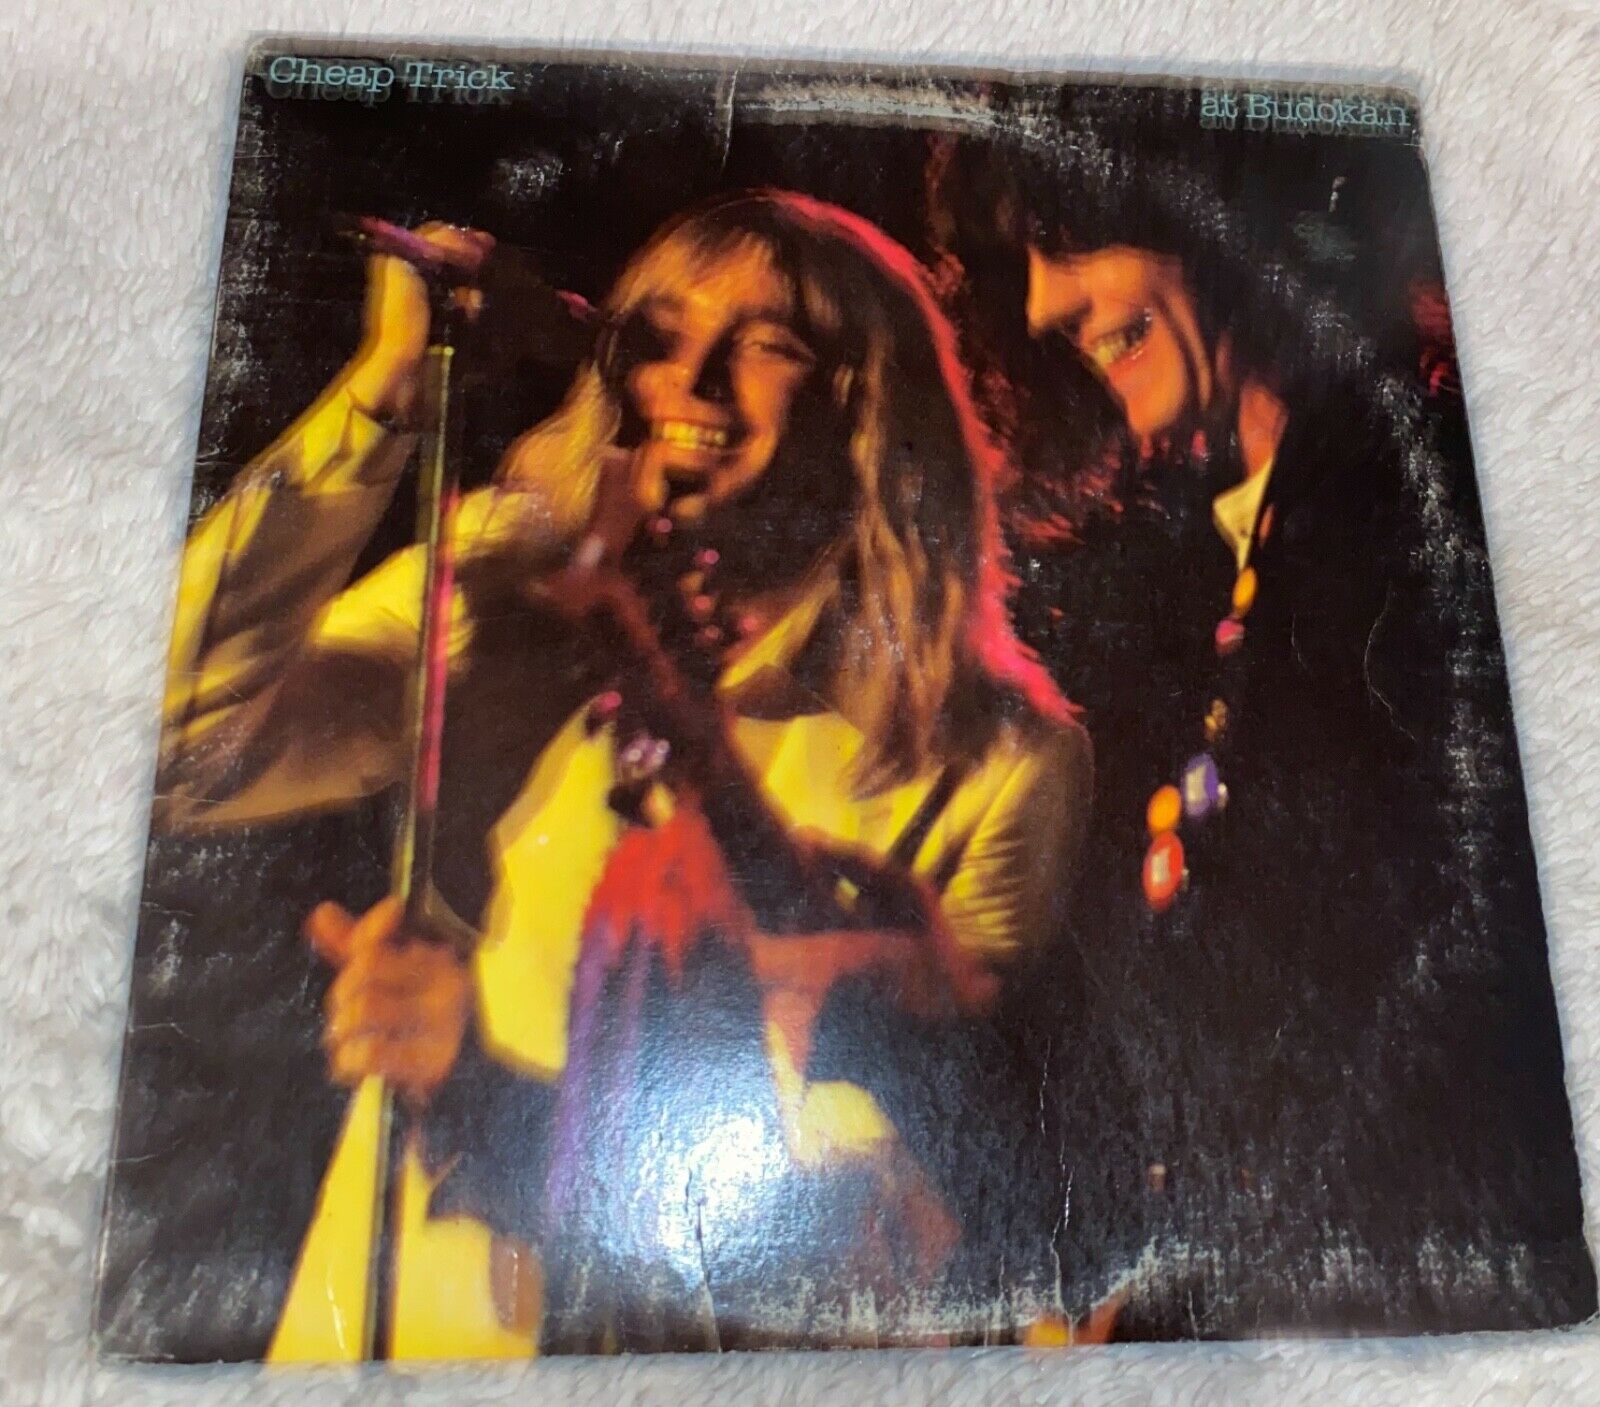 Cheap Trick
at Budokan